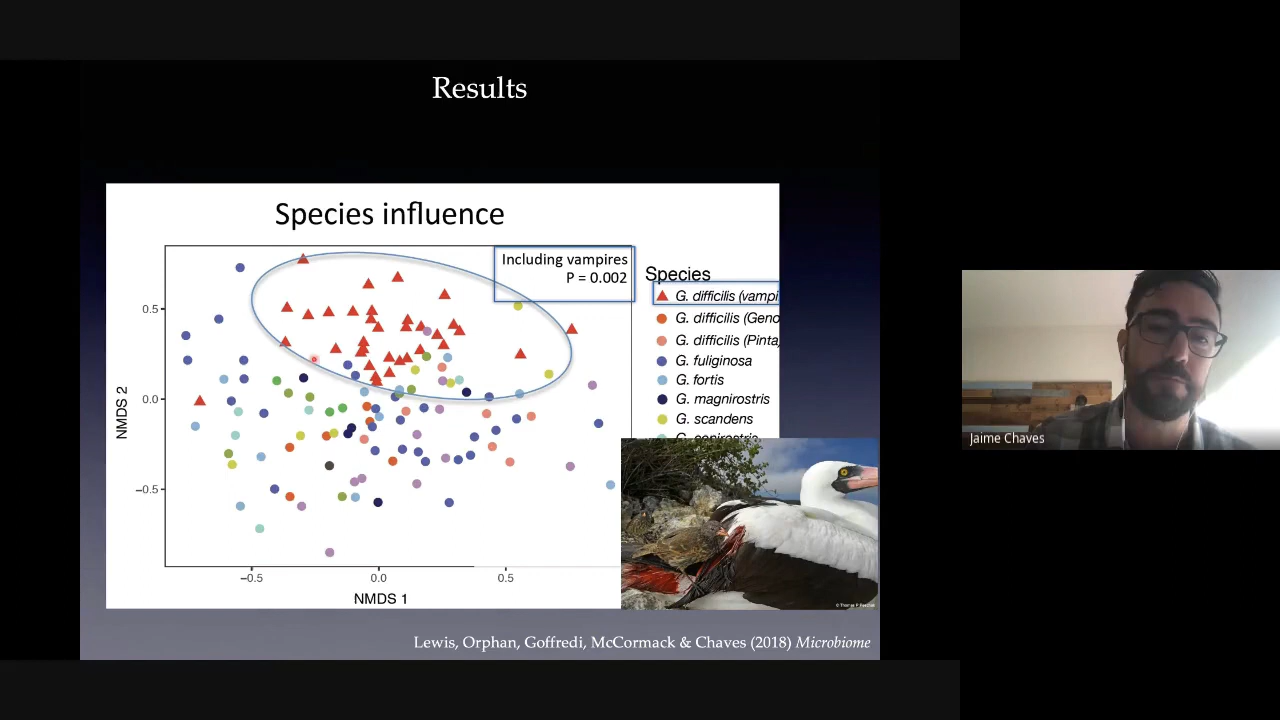 Results
Species influence
Including vampires
P = 0.002
Species
G. difficilis (vampi
G. difficilis (Geno
G. difficilis (Pinta
G. fuliginosa
G. fortis
G. magnirostris
G. scandens
0.5
0.0
−0.5
NMDS 2
−0.5
0.0
0.5
NMDS 1
Lewis, Orphan, Goffredi, McCormack & Chaves (2018) Microbiome
Jaime Chaves